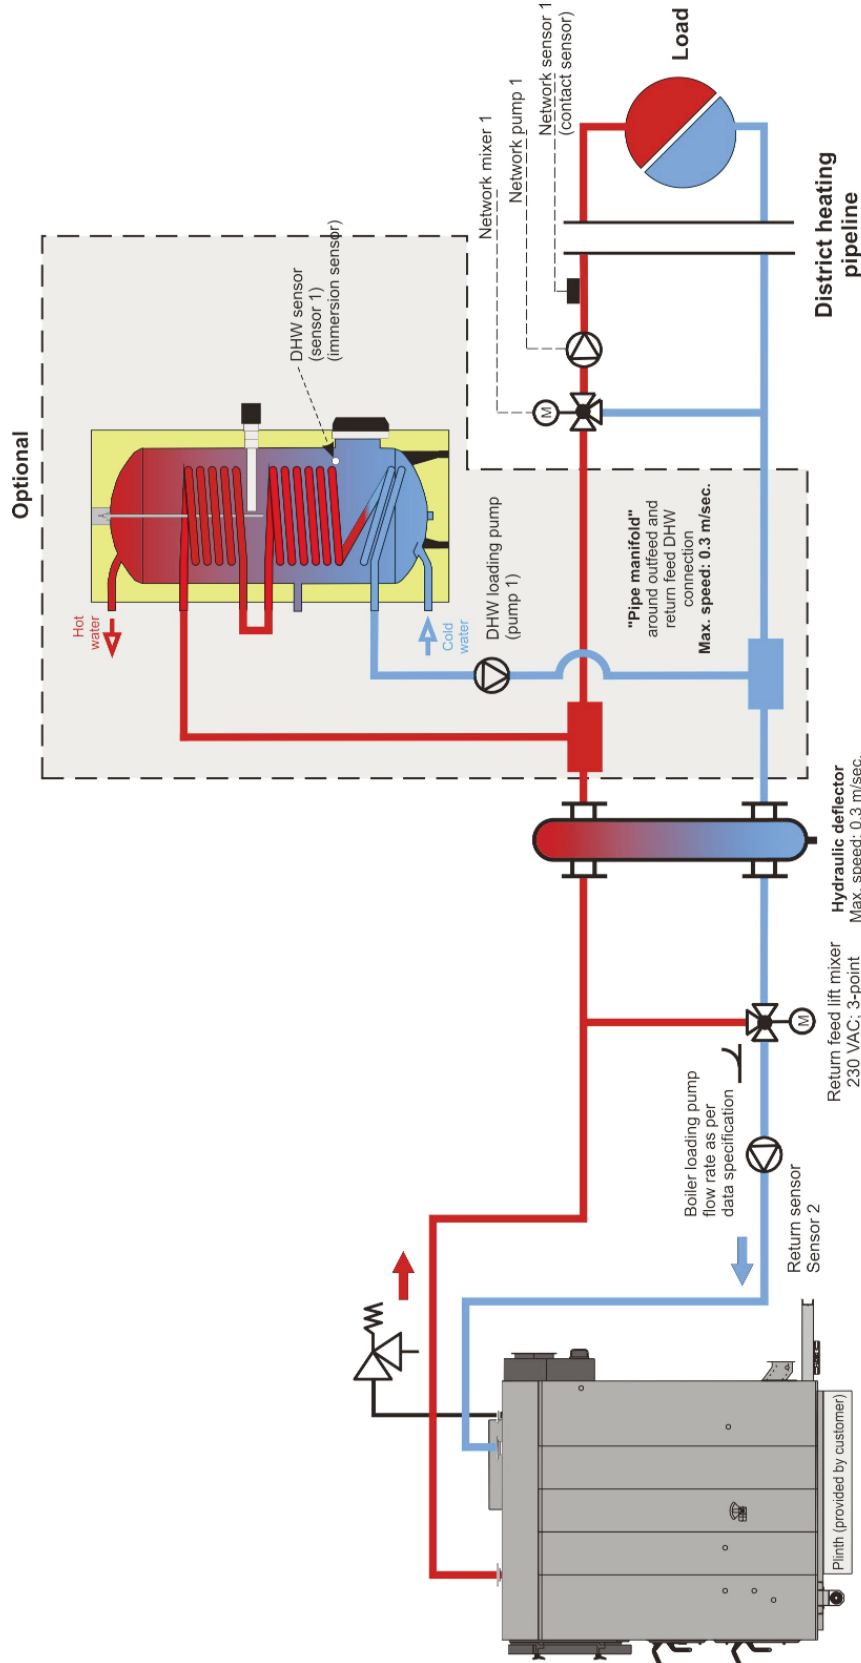 Optional
Hot
water
Cold
water
DHW sensor
(sensor 1)
(immersion sensor)
DHW loading pump
(pump 1)
"Pipe manifold"
around outfeed and
return feed DHW
connection
Max. speed: 0.3 m/sec.
Network mixer 1
Network pump 1
Network sensor 1
(contact sensor)
Load
District heating
pipeline
M
Hydraulic deflector
Max. speed: 0.3 m/sec.
Return feed lift mixer
230 VAC; 3-point
M
Boiler loading pump
flow rate as per
data specification
Return sensor
Sensor 2
Plinth (provided by customer)